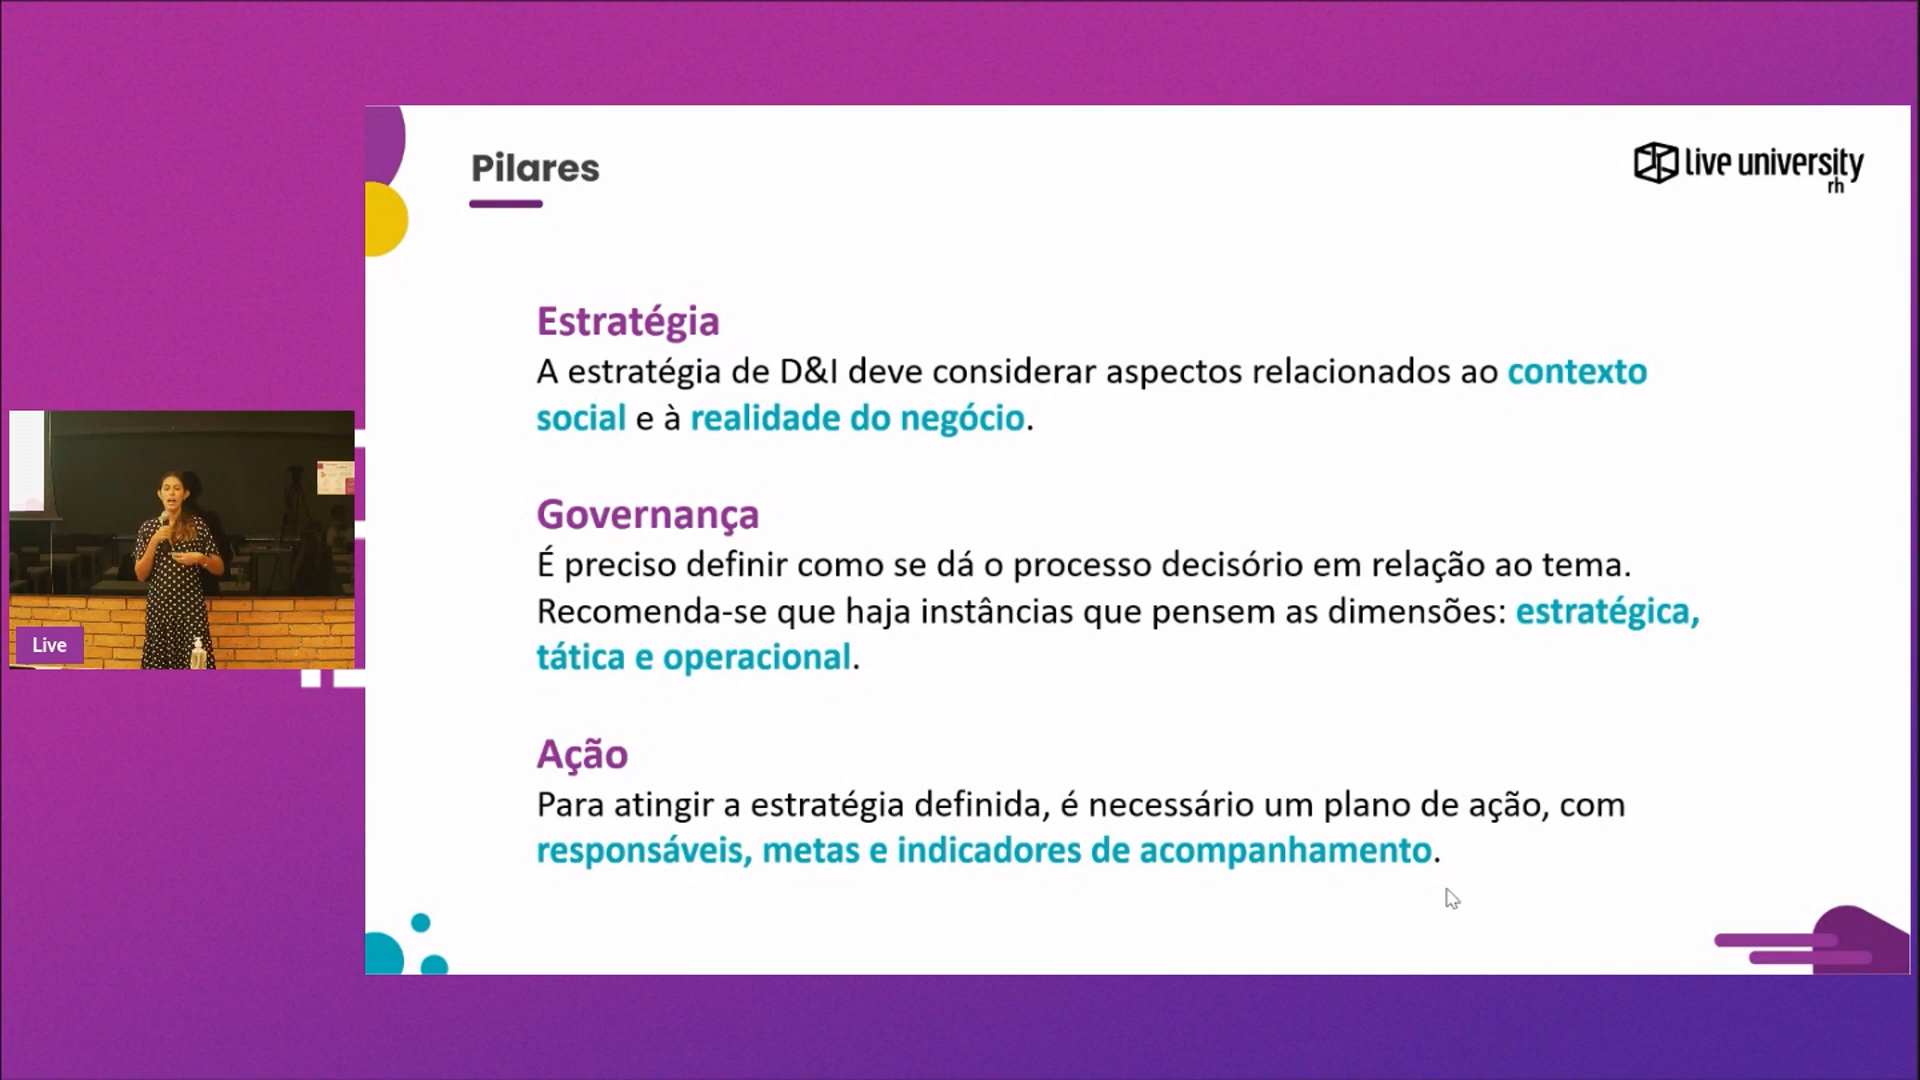 Pilares
live university
rh
Estratégia
A estratégia de D&I deve considerar aspectos relacionados ao contexto
social e à realidade do negócio.
Governança
É preciso definir como se dá o processo decisório em relação ao tema.
Recomenda-se que haja instâncias que pensem as dimensões: estratégica,
tática e operacional.
Ação
Para atingir a estratégia definida, é necessário um plano de ação, com
responsáveis, metas e indicadores de acompanhamento.
Live